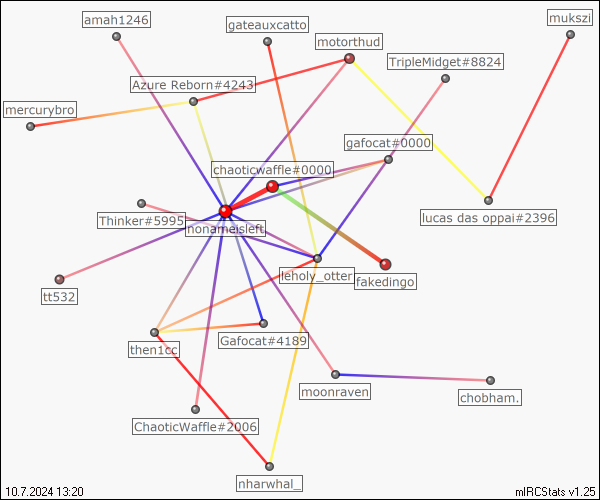 amah1246
gateauxcatto
mukszi
motorthud
TripleMidget#8824
Azure Reborn#4243
mercurybro
gafocat#0000
chaoticwaffle#0000
Thinker#5995
nonameisleft
lucas das oppai#2396
leholy_otter
fakedingo
tt532
Gafocat#4189
then1cc
moonraven
chobham.
ChaoticWaffle#2006
nharwhal_
10.7.2024 13:20
mIRCStats v1.25